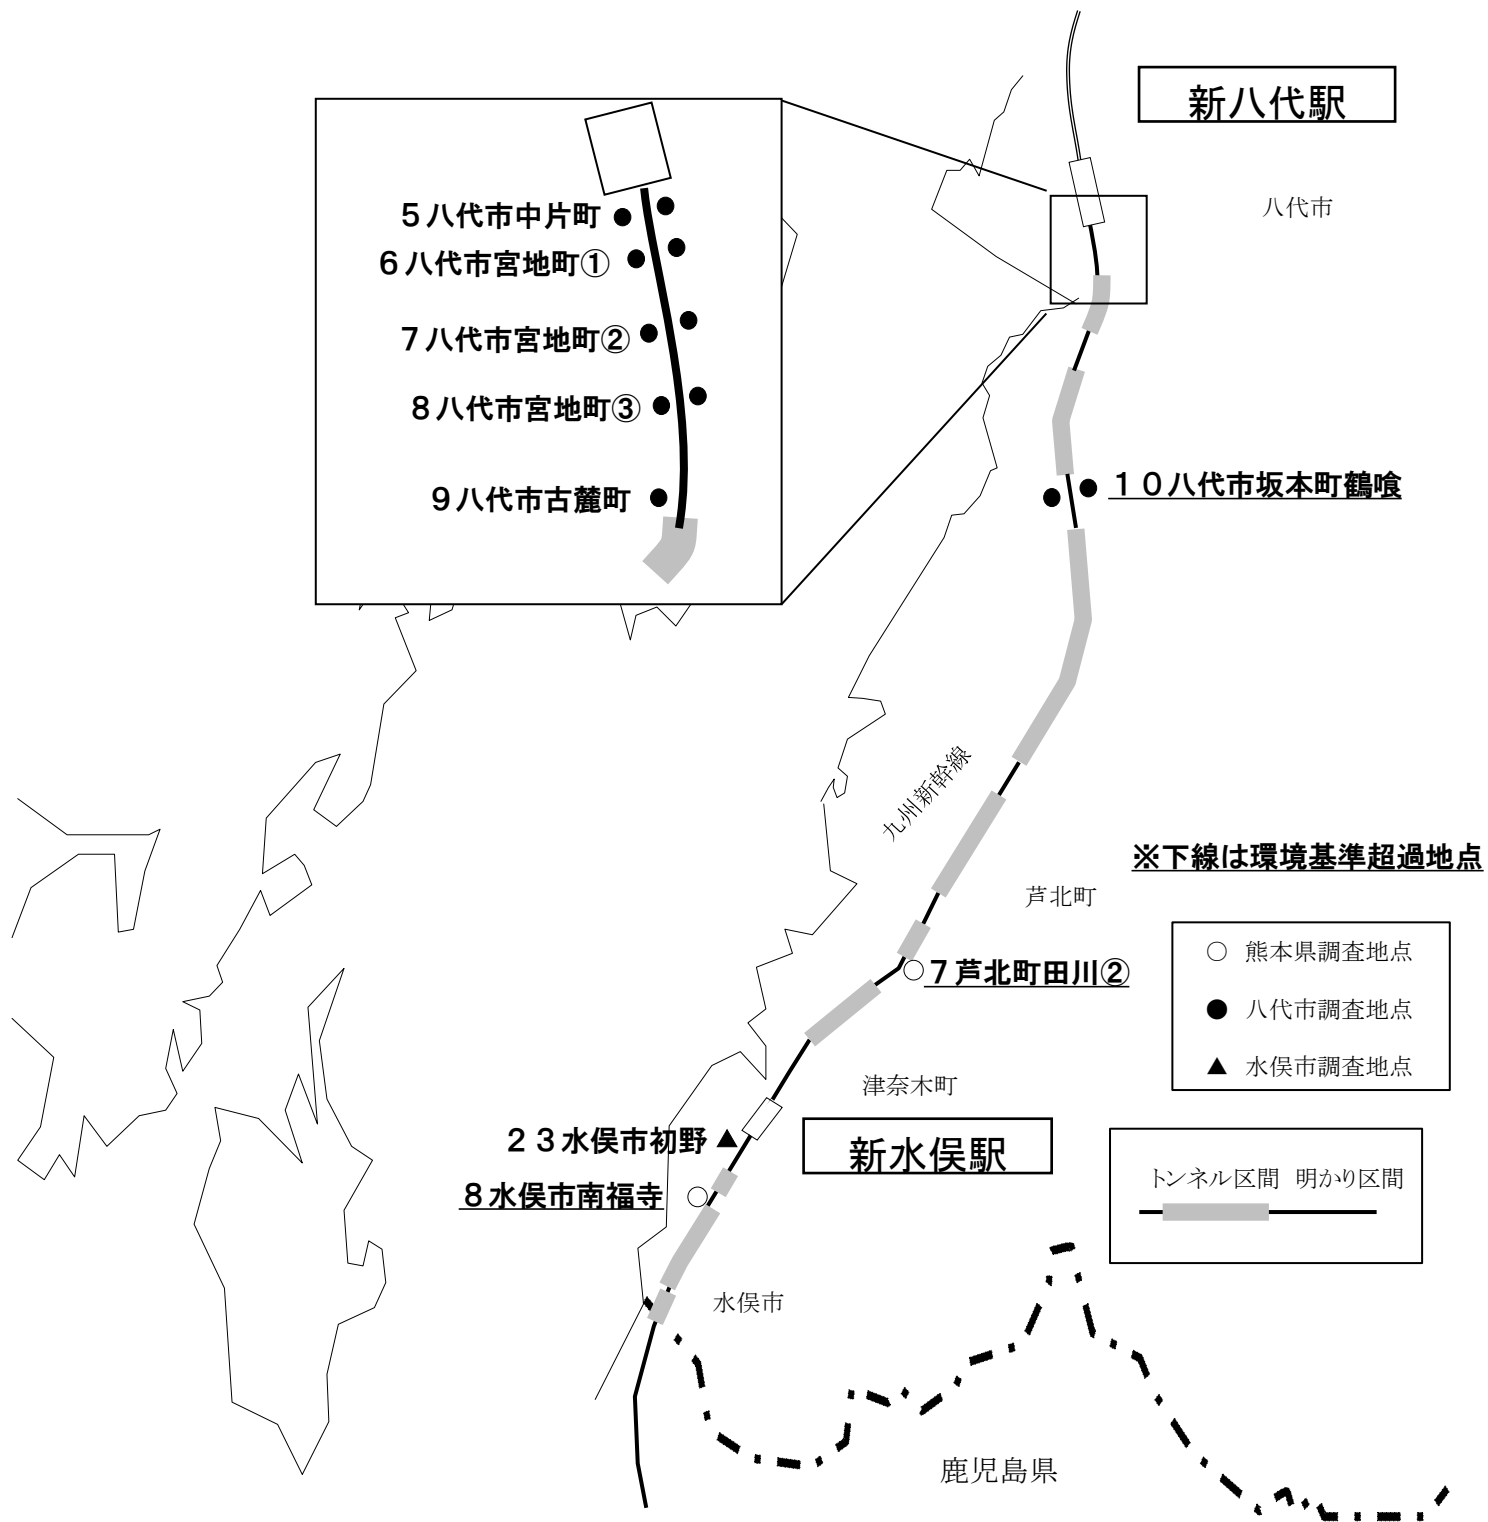 新八代駅
八代市
５八代市中片町
６八代市宮地町①
７八代市宮地町②
８八代市宮地町③
９八代市古麓町
１０八代市坂本町鶴喰
九州新幹線
※下線は環境基準超過地点
芦北町
○ 熊本県調査地点
● 八代市調査地点
▲ 水俣市調査地点
７芦北町田川②
津奈木町
新水俣駅
２３水俣市初野
８水俣市南福寺
トンネル区間 明かり区間
水俣市
鹿児島県